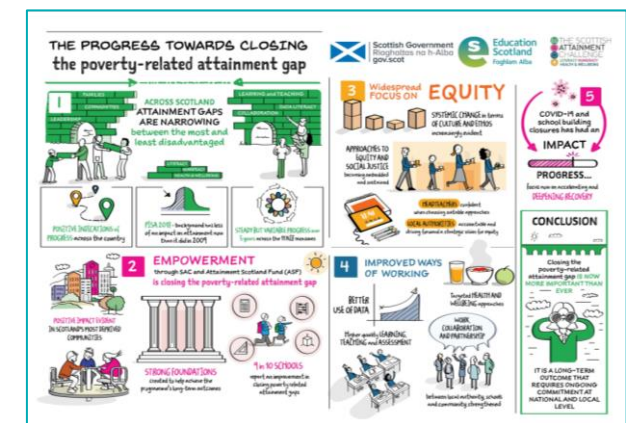 THE PROGRESS TOWARDS CLOSING
the poverty-related attainment gap
Scottish Government
Riaghaltas na h-Alba
gov.scot
Education
Scotland
Foghlam Alba
THE SCOTTISH
ATTAINMENT
CHALLENGE
LITERACY NUMERACY
HEALTH & WELLBEING
1
FAMILIES
COMMUNITIES
LEADERSHIP
ACROSS SCOTLAND
ATTAINMENT GAPS
ARE NARROWING
between the most and
least disadvantaged
LEARNING AND TEACHING
DATA LITERACY
COLLABORATION
LITERACY
NUMERACY
HEALTH & WELLBEING
POSITIVE INDICATIONS of
PROGRESS across the country
PISA 2018 - background has less
of an impact on attainment now
than it did in 2009
STEADY BUT VARIABLE PROGRESS over
5 years across the measures
2
EMPOWERMENT
through SAC and Attainment Scotland Fund (ASF)
is closing the poverty-related attainment gap
POSITIVE IMPACT EVIDENT
IN SCOTLAND'S MOST DEPRIVED
COMMUNITIES
STRONG FOUNDATIONS
created to help achieve the
programme's long-term outcomes
9 in 10 SCHOOLS
report an improvement in
closing poverty related
attainment gaps
3
Widespread
FOCUS ON
EQUITY
SYSTEMIC CHANGE in terms
of CULTURE AND ETHOS
increasingly evident
APPROACHES TO
EQUITY AND
SOCIAL JUSTICE
becoming embedded
and sustained
HEADTEACHERS confident
when choosing suitable approaches
LOCAL AUTHORITIES accountable and
driving forward a strategic vision for equity
4
IMPROVED WAYS
OF WORKING
BETTER
USE OF DATA
Targeted HEALTH AND
WELLBEING approaches
Higher quality LEARNING,
TEACHING and ASSESSMENT
WORK,
COLLABORATION
AND PARTNERSHIP
between local authority, schools
and community strengthened
5
COVID-19 and
school building
closures has had an
IMPACT
PROGRESS...
focus now on accelerating and
DEEPENING RECOVERY
CONCLUSION
Closing the
poverty-related
attainment gap IS NOW
MORE IMPORTANT THAN
EVER
IT IS A LONG-TERM
OUTCOME THAT
REQUIRES ONGOING
COMMITMENT AT
NATIONAL AND LOCAL
LEVEL